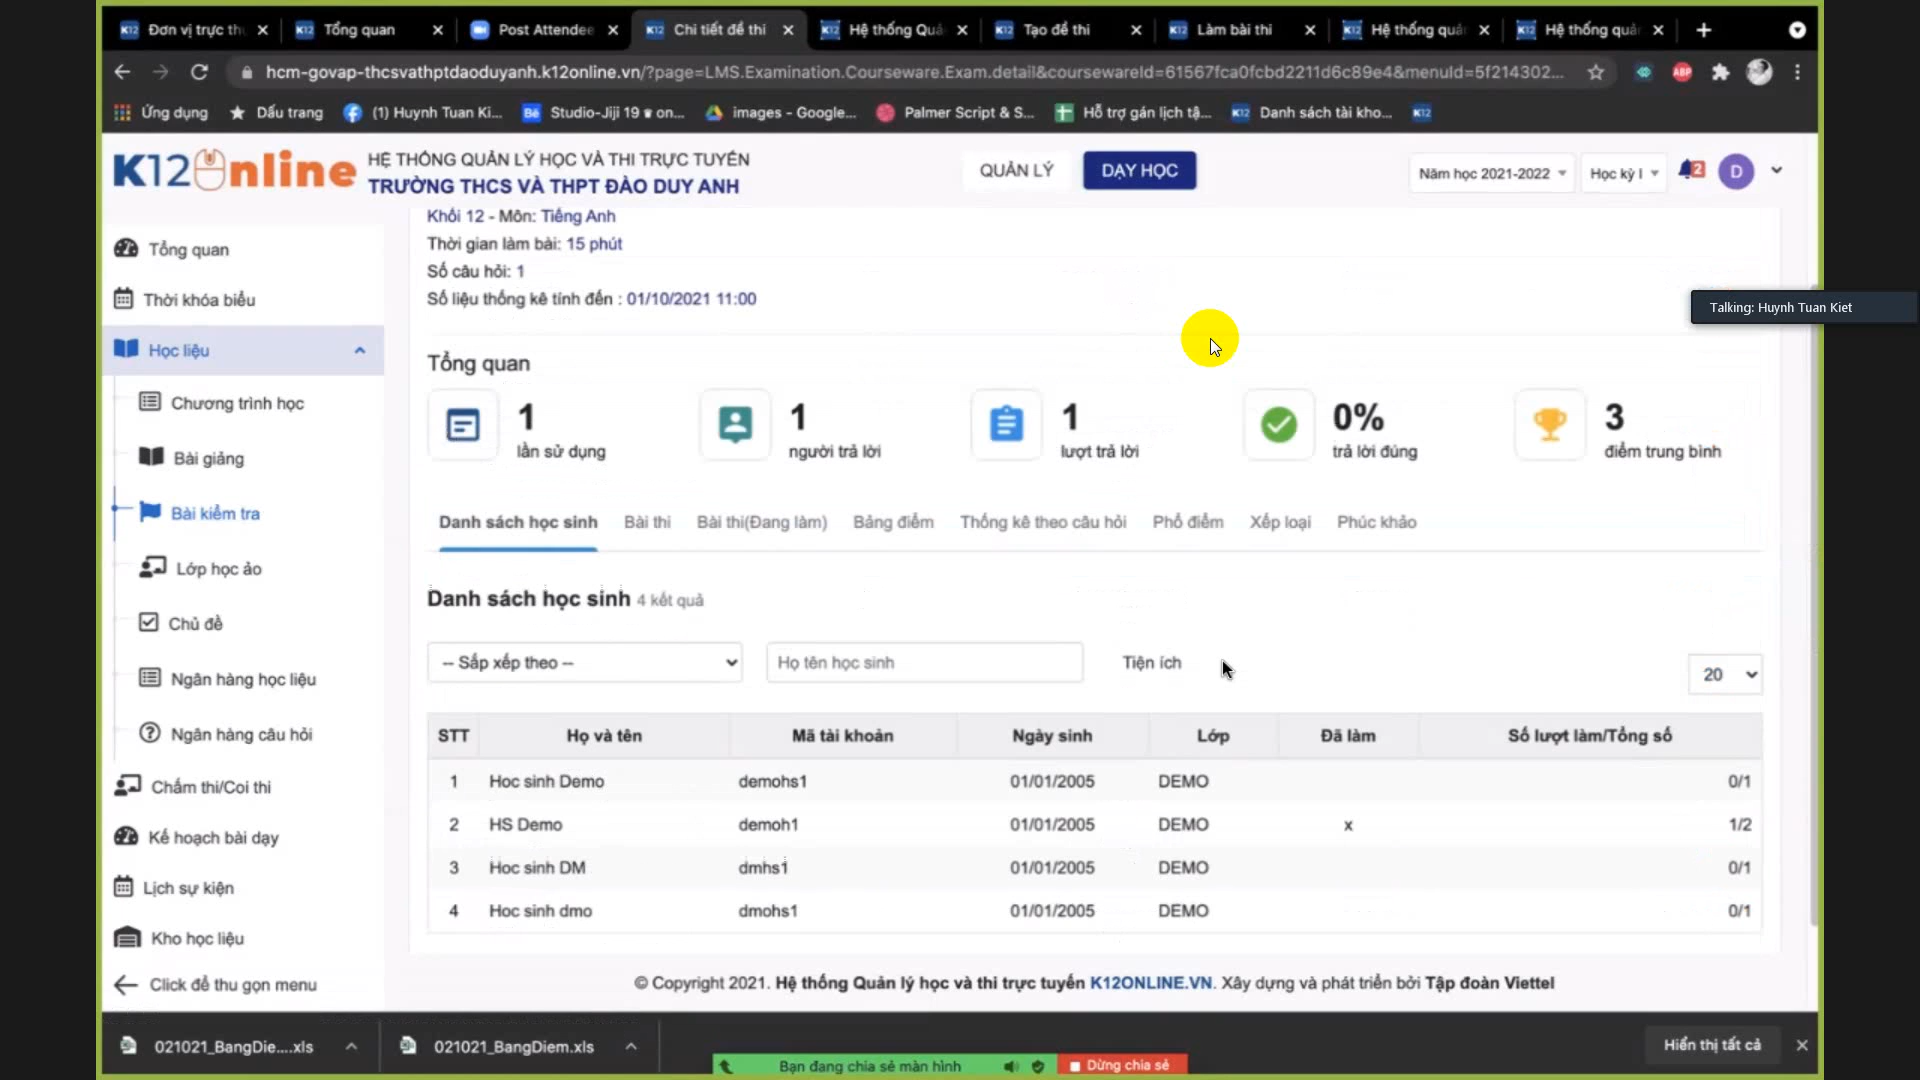 Đơn vị trực th
Tổng quan
Post Attendee
Chi tiết đề thi
Hệ thống Quả
Tạo đề thi
Làm bài thi
Hệ thống quả
Hệ thống quả
hcm-govap-thcsvathptdaoduyanh.k12online.vn/?page=LMS.Examination.Courseware.Exam.detail&coursewareId=61567fca0fcbd2211d6c89e4&menuId=5f214302...
ABP
Ứng dụng
Dấu trang
(1) Huynh Tuan Ki...
Studio-Jiji 19 ♛ on...
images - Google...
Palmer Script & S...
Hỗ trợ gán lịch tậ...
Danh sách tài kho...
K12
K12Online
HỆ THỐNG QUẢN LÝ HỌC VÀ THI TRỰC TUYẾN
TRƯỜNG THCS VÀ THPT ĐÀO DUY ANH
QUẢN LÝ
DẠY HỌC
Năm học 2021-2022
Học kỳ I
2
D
Talking: Huynh Tuan Kiet
Tổng quan
Thời khóa biểu
Học liệu
Chương trình học
Bài giảng
Bài kiểm tra
Lớp học ảo
Chủ đề
Ngân hàng học liệu
Ngân hàng câu hỏi
Chấm thi/Coi thi
Kế hoạch bài dạy
Lịch sự kiện
Kho học liệu
Click để thu gọn menu
Khối 12 - Môn: Tiếng Anh
Thời gian làm bài: 15 phút
Số câu hỏi: 1
Số liệu thống kê tính đến : 01/10/2021 11:00
Tổng quan
1
lần sử dụng
1
người trả lời
1
lượt trả lời
0%
trả lời đúng
3
điểm trung bình
Danh sách học sinh
Bài thi
Bài thi(Đang làm)
Bảng điểm
Thống kê theo câu hỏi
Phổ điểm
Xếp loại
Phúc khảo
Danh sách học sinh 4 kết quả
-- Sắp xếp theo --
Họ tên học sinh
Tiện ích
20
STT Họ và tên Mã tài khoản Ngày sinh Lớp Đã làm Số lượt làm/Tổng số
1 Hoc sinh Demo demohs1 01/01/2005 DEMO 0/1
2 HS Demo demoh1 01/01/2005 DEMO x 1/2
3 Hoc sinh DM dmhs1 01/01/2005 DEMO 0/1
4 Hoc sinh dmo dmohs1 01/01/2005 DEMO 0/1
© Copyright 2021. Hệ thống Quản lý học và thi trực tuyến K12ONLINE.VN. Xây dựng và phát triển bởi Tập đoàn Viettel
021021_BangDie....xls
021021_BangDiem.xls
Hiển thị tất cả
Bạn đang chia sẻ màn hình
Dừng chia sẻ